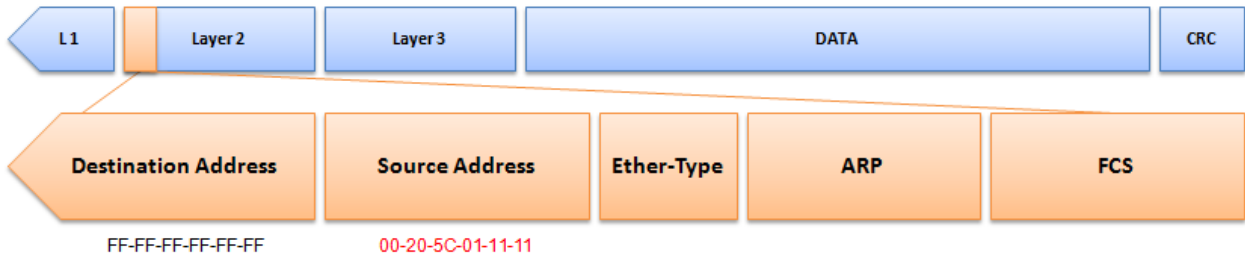 L 1 Layer 2 Layer 3 DATA CRC
Destination Address Source Address Ether-Type ARP FCS
FF-FF-FF-FF-FF-FF 00-20-5C-01-11-11